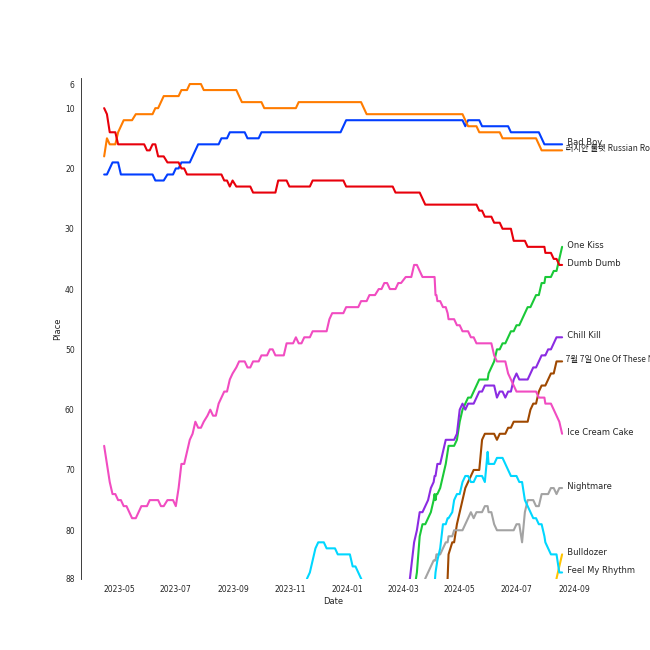 6
10
20
30
40
50
60
70
80
88
Place
Bad Boy
러시안 룰렛 Russian Ro
One Kiss
Dumb Dumb
Chill Kill
7월 7일 One Of These
Ice Cream Cake
Nightmare
Bulldozer
Feel My Rhythm
2023-05
2023-07
2023-09
2023-11
2024-01
2024-03
2024-05
2024-07
2024-09
Date